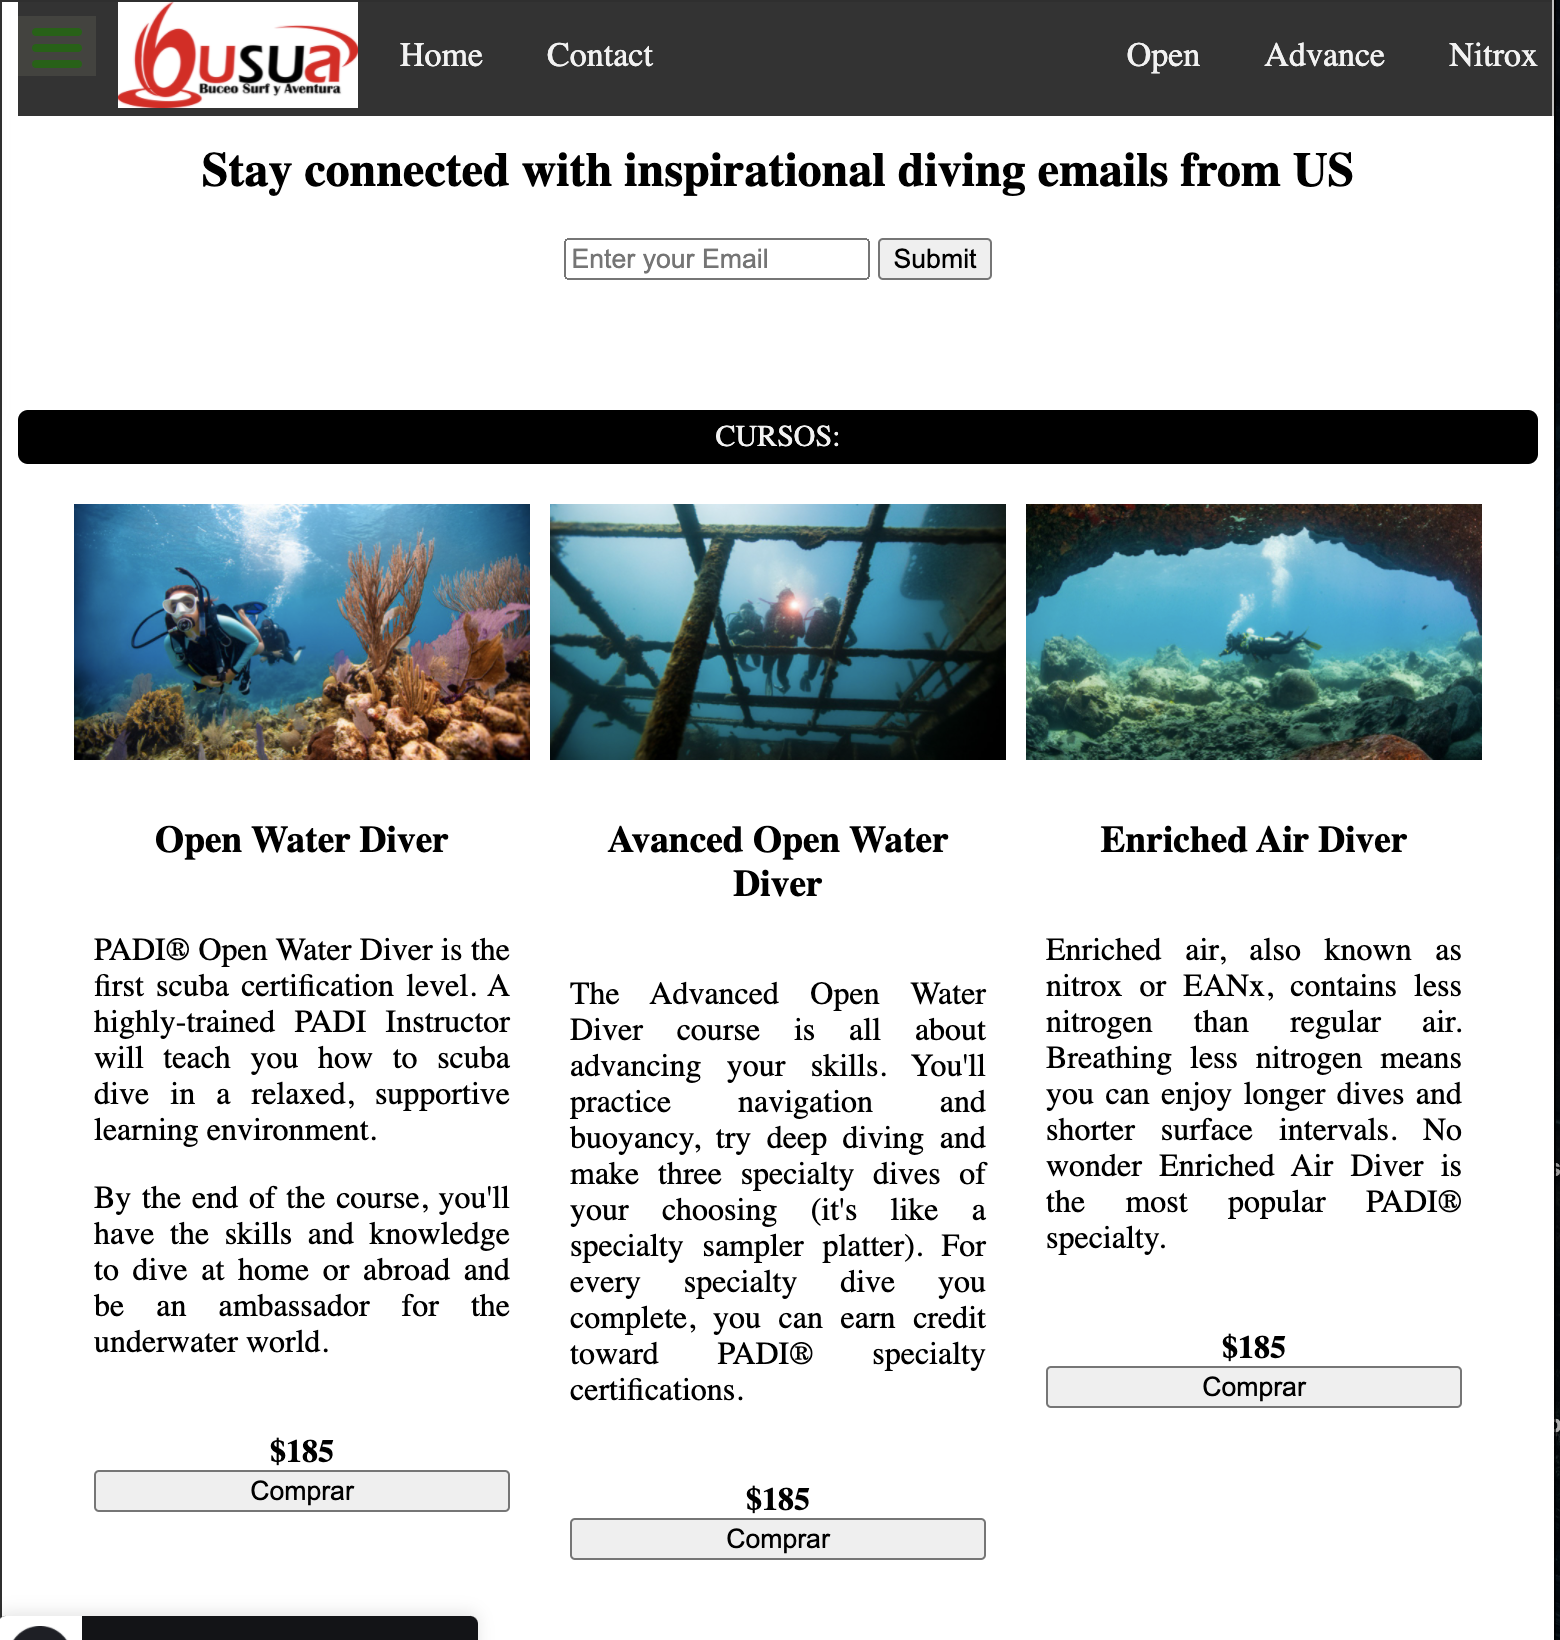 busua
Buceo Surf y Aventura
Home
Contact
Open
Advance
Nitrox
Stay connected with inspirational diving emails from US
Enter your Email
Submit
CURSOS:
Open Water Diver
PADI® Open Water Diver is the
first scuba certification level. A
highly-trained PADI Instructor
will teach you how to scuba
dive in a relaxed, supportive
learning environment.
By the end of the course, you'll
have the skills and knowledge
to dive at home or abroad and
be an ambassador for the
underwater world.
$185
Comprar
Avanced Open Water
Diver
The Advanced Open Water
Diver course is all about
advancing your skills. You'll
practice navigation and
buoyancy, try deep diving and
make three specialty dives of
your choosing (it's like a
specialty sampler platter). For
every specialty dive you
complete, you can earn credit
toward PADI® specialty
certifications.
$185
Comprar
Enriched Air Diver
Enriched air, also known as
nitrox or EANx, contains less
nitrogen than regular air.
Breathing less nitrogen means
you can enjoy longer dives and
shorter surface intervals. No
wonder Enriched Air Diver is
the most popular PADI®
specialty.
$185
Comprar